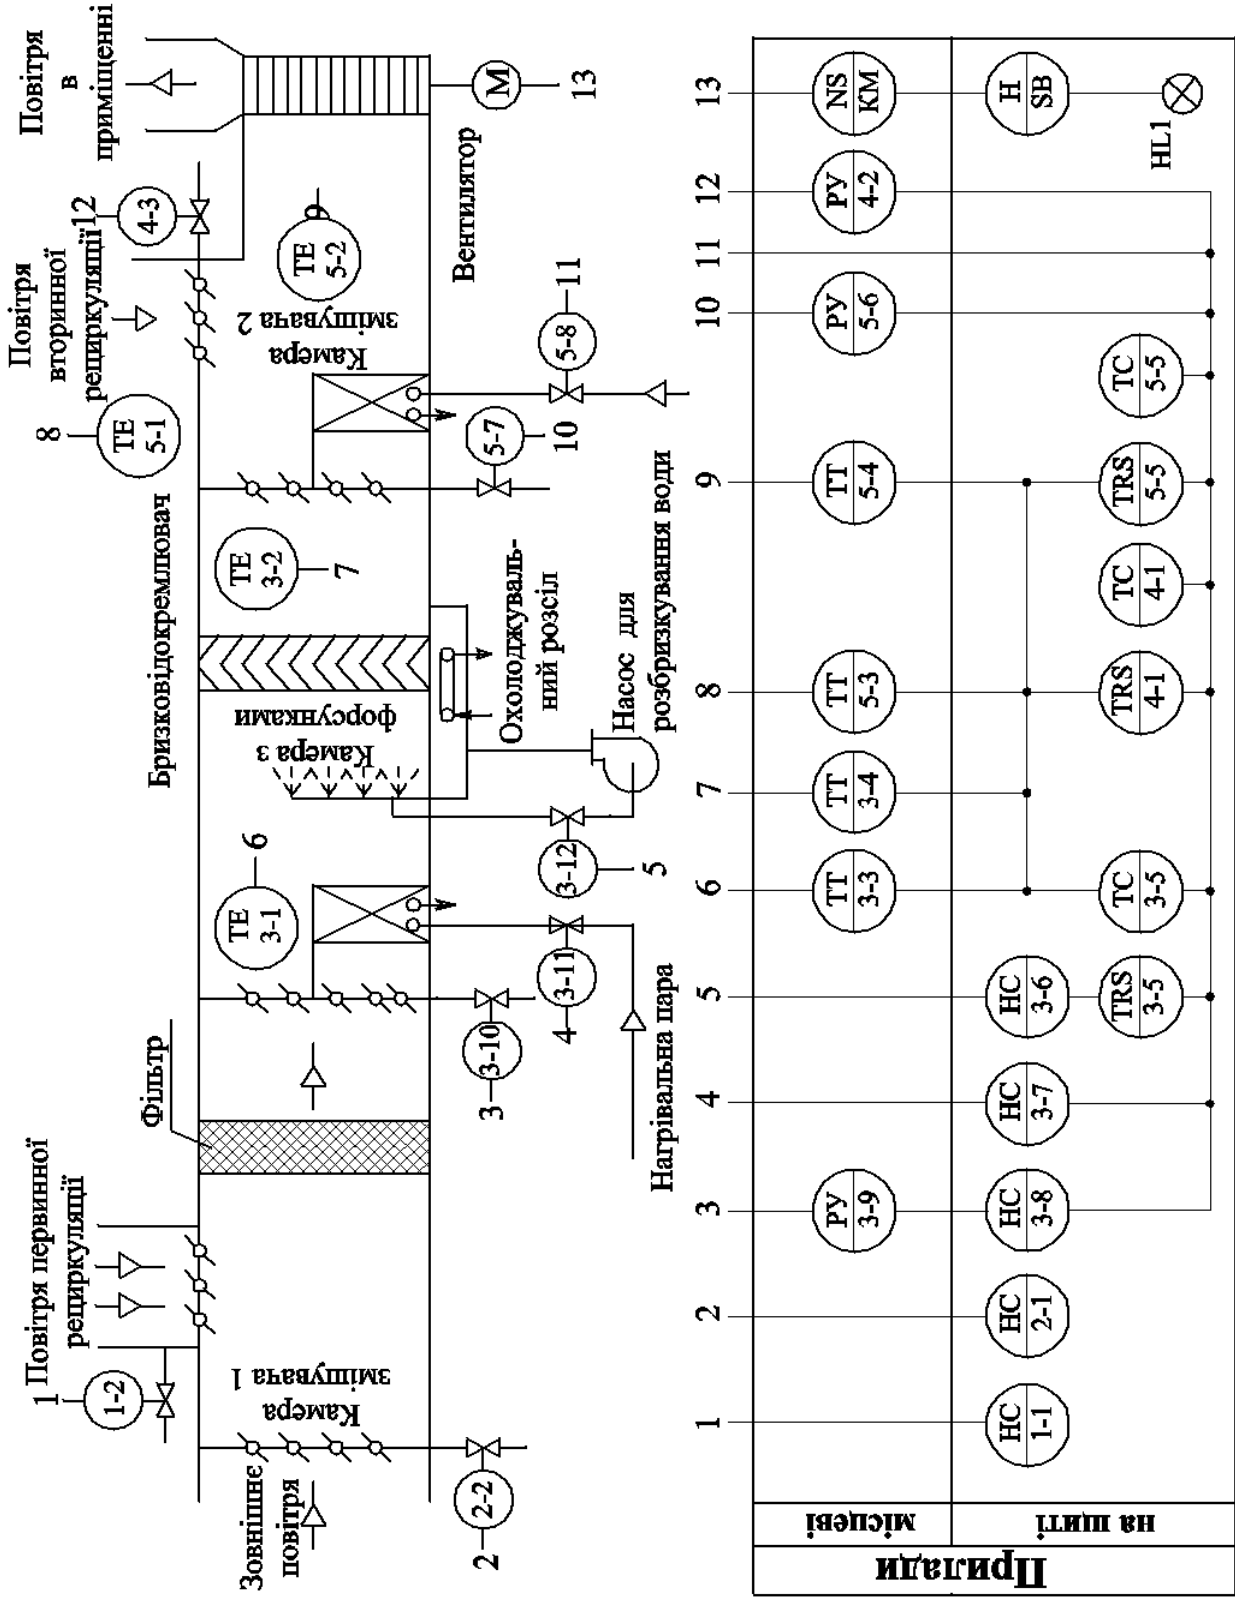 Повітря
в
приміщенні
Повітря
вторинної
рециркуляції
12
4-3
8
TE
5-1
Бризковідокремлювач
Фільтр
Повітря первинної
рециркуляції
1
1-2
Зовнішнє
повітря
2-2
2
Камера
змішувача 1
3-10
3
3-11
4
Нагрівальна пара
TE
3-1
6
3-12
5
Камера з
форсунками
Насос для
розбризкування води
Охолоджуваль-
ний розсіл
TE
3-2
7
5-7
10
5-8
11
Камера
змішувача 2
TE
5-2
9
Вентилятор
M
13
Прилади
місцеві
на щиті
1
2
3
4
5
6
7
8
9
10
11
12
13
РУ
3-9
TT
3-3
TT
3-4
TT
5-3
TT
5-4
РУ
5-6
РУ
4-2
NS
KM
HC
1-1
HC
2-1
HC
3-8
HC
3-7
HC
3-6
H
SB
TRS
3-5
TC
3-5
TRS
4-1
TC
4-1
TRS
5-5
TC
5-5
HL1